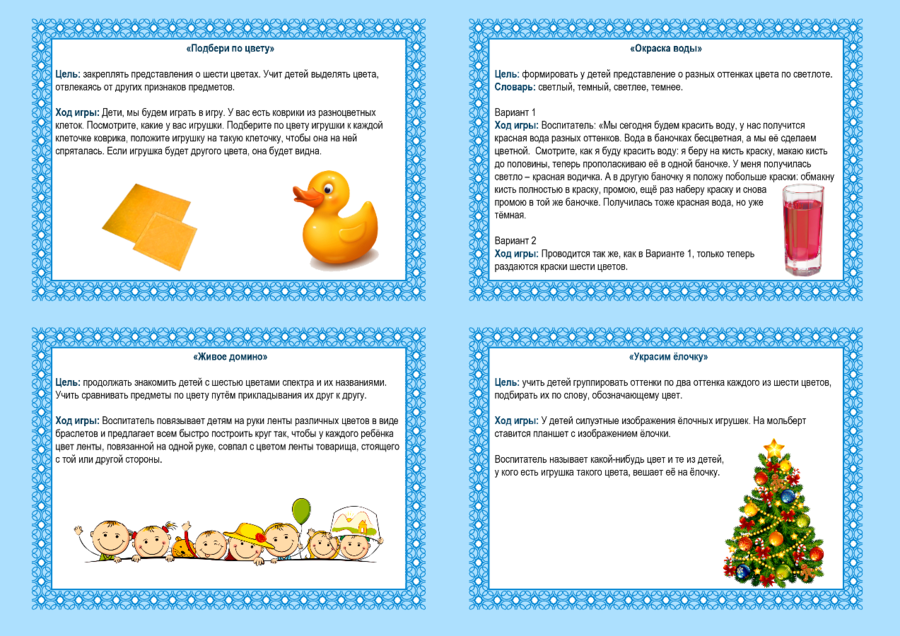 «Подбери по цвету»
Цель: закреплять представления о шести цветах. Учит детей выделять цвета,
отвлекаясь от других признаков предметов.
Ход игры: Дети, мы будем играть в игру. У вас есть коврики из разноцветных
клеток. Посмотрите, какие у вас игрушки. Подберите по цвету игрушки к каждой
клеточке коврика, положите игрушку на такую клеточку, чтобы она на ней
спряталась. Если игрушка будет другого цвета, она будет видна.
«Окраска воды»
Цель: формировать у детей представление о разных оттенках цвета по светлоте.
Словарь: светлый, темный, светлее, темнее.
Вариант 1
Ход игры: Воспитатель: «Мы сегодня будем красить воду, у нас получится
красная вода разных оттенков. Вода в баночках бесцветная, а мы её сделаем
цветной. Смотрите, как я буду красить воду: я беру на кисть краску, макаю кисть
до половины, теперь прополаскиваю её в одной баночке. У меня получилась
светло – красная водичка. А в другую баночку я положу побольше краски: обмакну
кисть полностью в краску, промою, ещё раз наберу краску и снова
промою в той же баночке. Получилась тоже красная вода, но уже
тёмная.
Вариант 2
Ход игры: Проводится так же, как в Варианте 1, только теперь
раздаются краски шести цветов.
«Живое домино»
Цель: продолжать знакомить детей с шестью цветами спектра и их названиями.
Учить сравнивать предметы по цвету путём прикладывания их друг к другу.
Ход игры: Воспитатель повязывает детям на руки ленты различных цветов в виде
браслетов и предлагает всем быстро построить круг так, чтобы у каждого ребёнка
цвет ленты, повязанной на одной руке, совпал с цветом ленты товарища, стоящего
с той или другой стороны.
«Украсим ёлочку»
Цель: учить детей группировать оттенки по два оттенка каждого из шести цветов,
подбирать их по слову, обозначающему цвет.
Ход игры: У детей силуэтные изображения ёлочных игрушек. На мольберт
ставится планшет с изображением ёлочки.
Воспитатель называет какой-нибудь цвет и те из детей,
у кого есть игрушка такого цвета, вешает её на ёлочку.